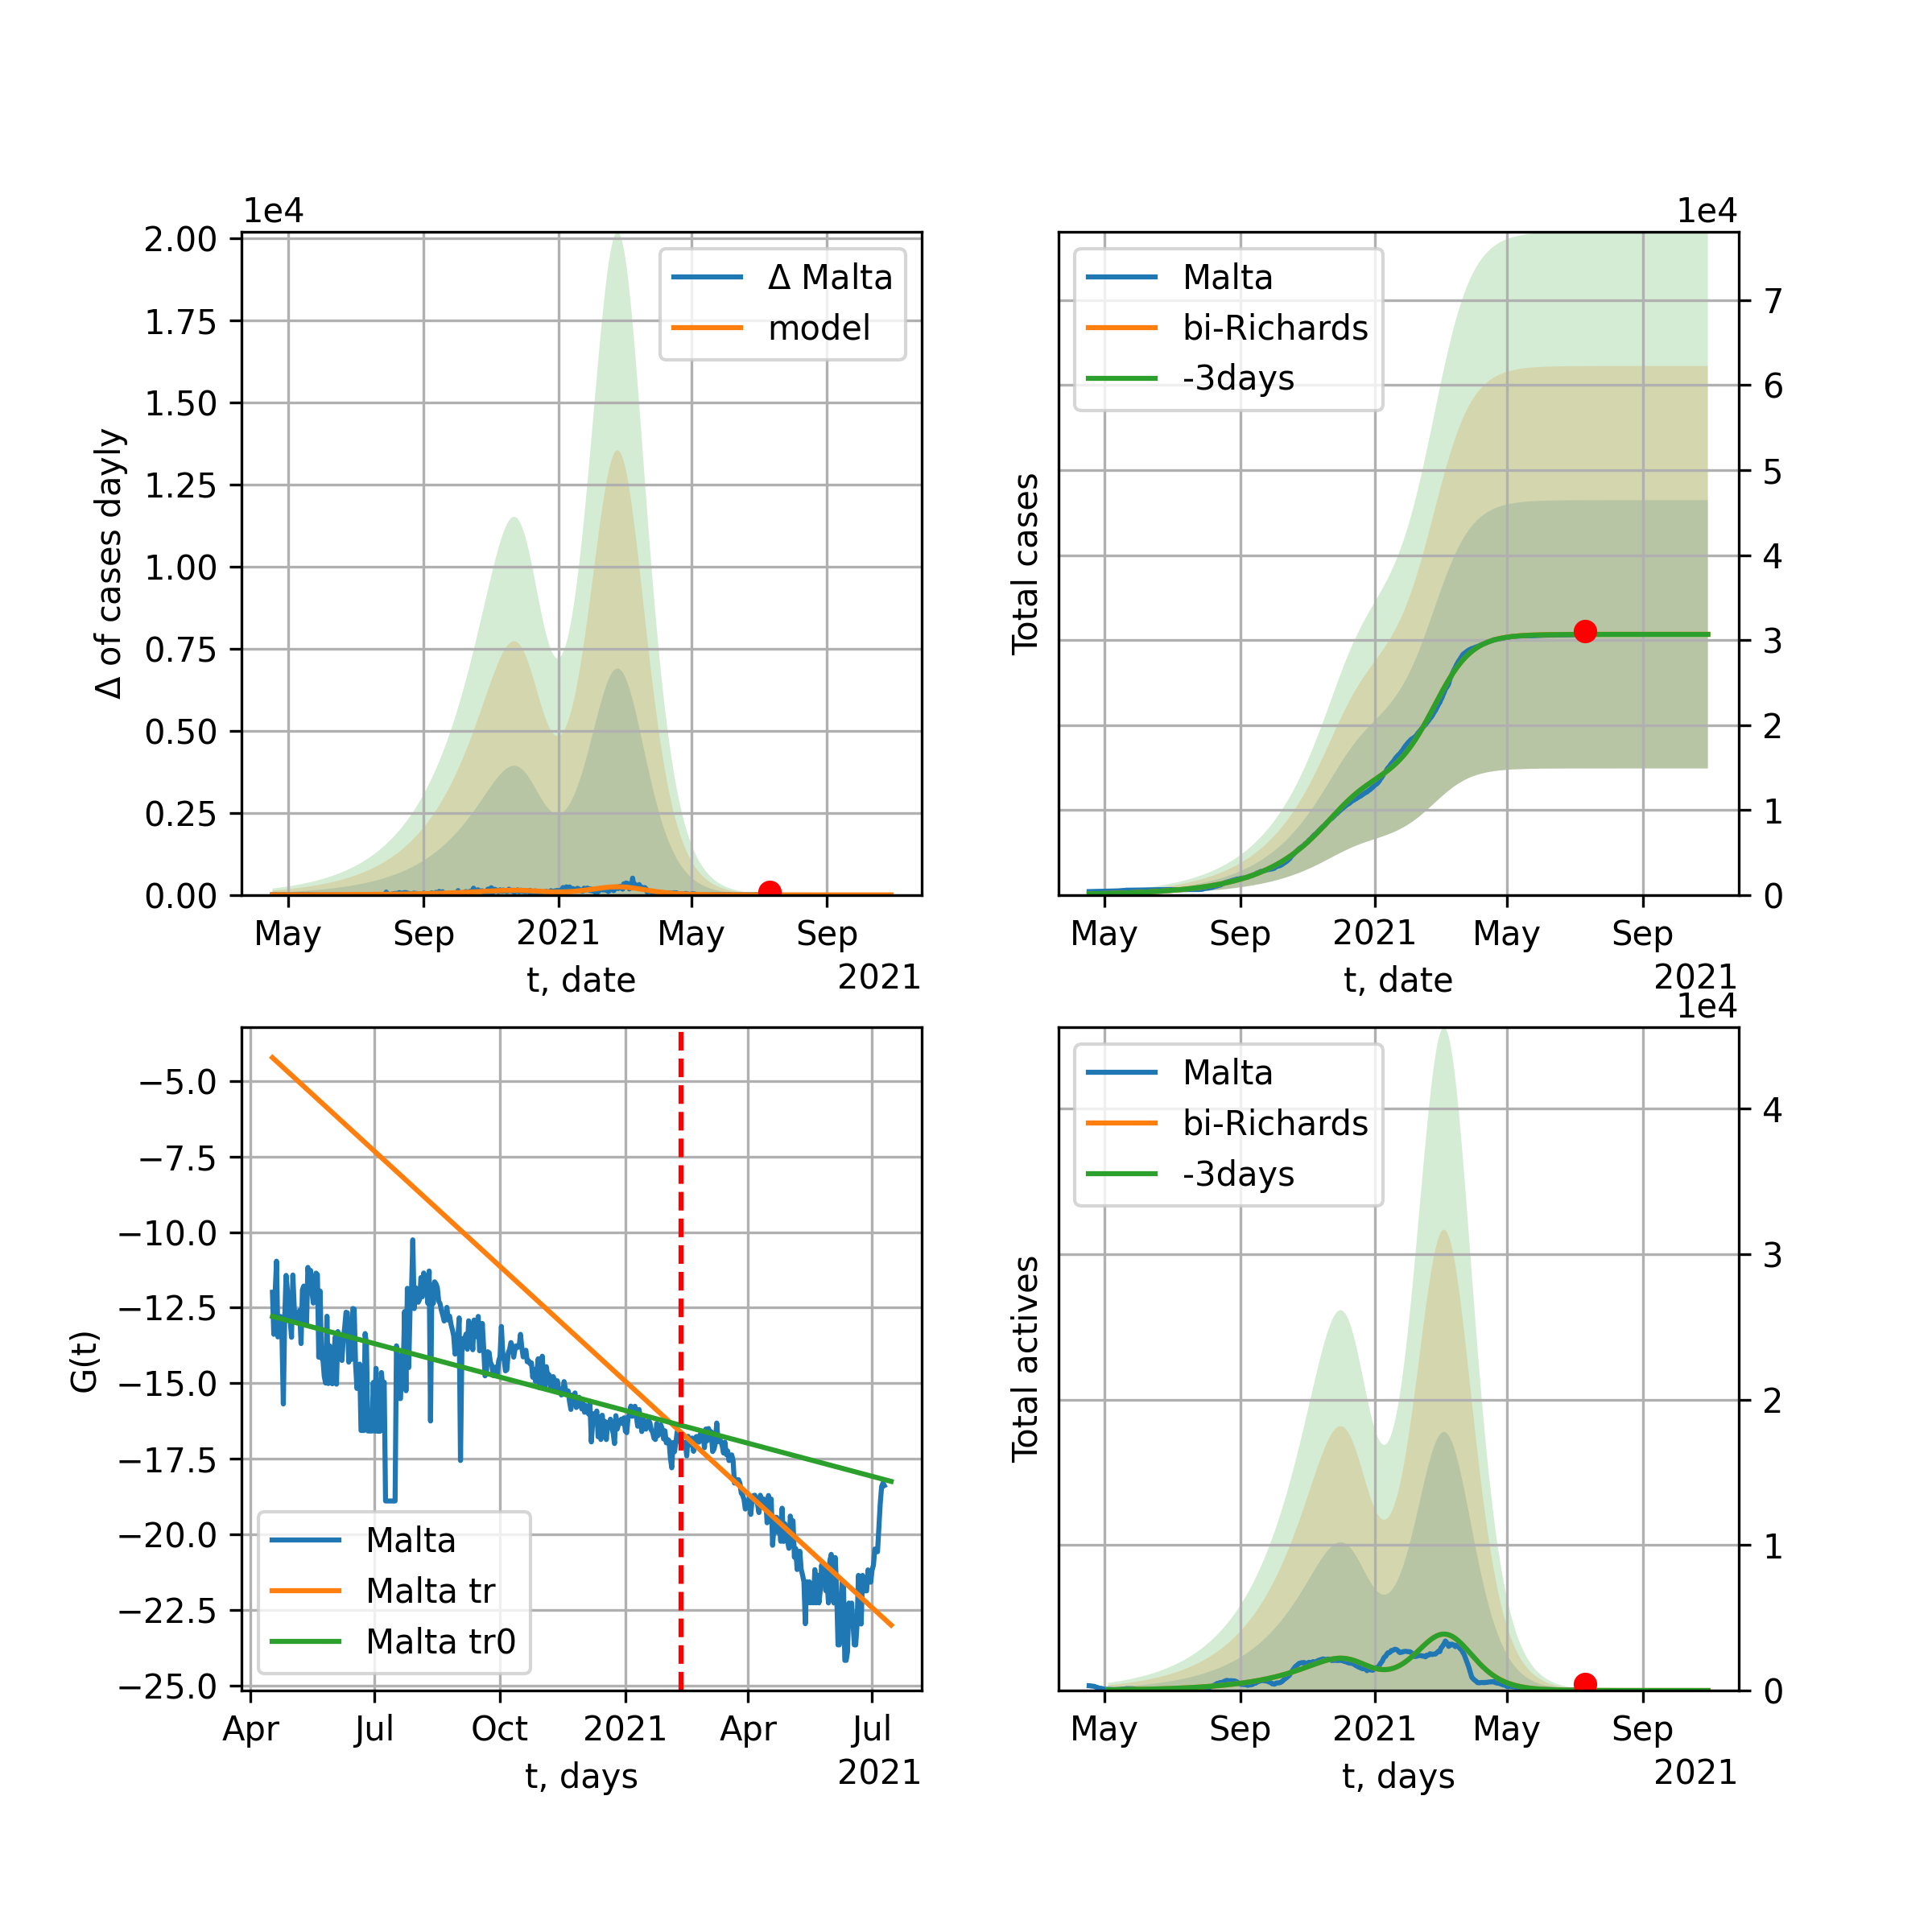 1e4
2.00
1.75
1.50
1.25
1.00
0.75
0.50
0.25
0.00
Δ of cases dayly
Δ Malta
model
May Sep 2021 May Sep
t, date
2021
1e4
Malta
bi-Richards
-3days
Total cases
7
6
5
4
3
2
1
0
May Sep 2021 May Sep
t, date
2021
−5.0
−7.5
−10.0
−12.5
−15.0
−17.5
−20.0
−22.5
−25.0
G(t)
Malta
Malta tr
Malta tr0
Apr Jul Oct 2021 Apr Jul
t, days
2021
1e4
Malta
bi-Richards
-3days
Total actives
4
3
2
1
0
May Sep 2021 May Sep
t, days
2021